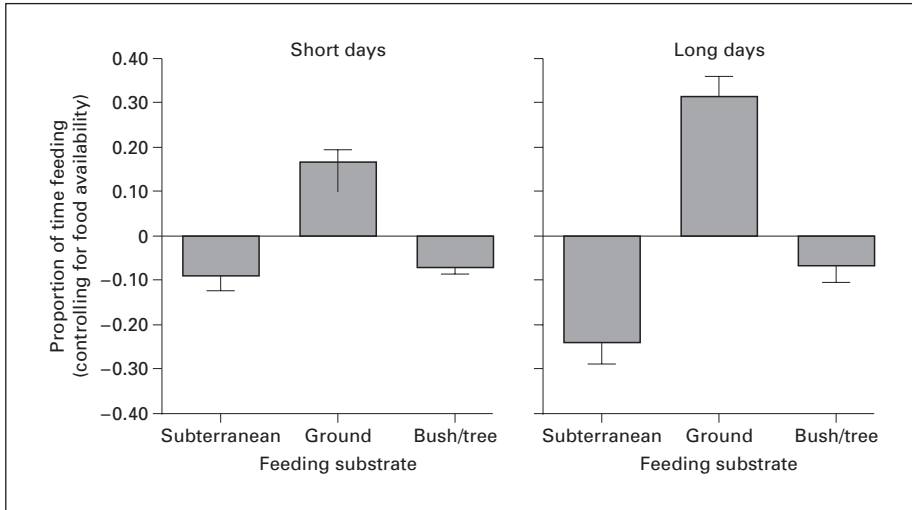 Short days
Long days
0.40
0.30
0.20
0.10
0
−0.10
−0.20
−0.30
−0.40
Proportion of time feeding
(controlling for food availability)
Subterranean Ground Bush/tree
Feeding substrate
Subterranean Ground Bush/tree
Feeding substrate